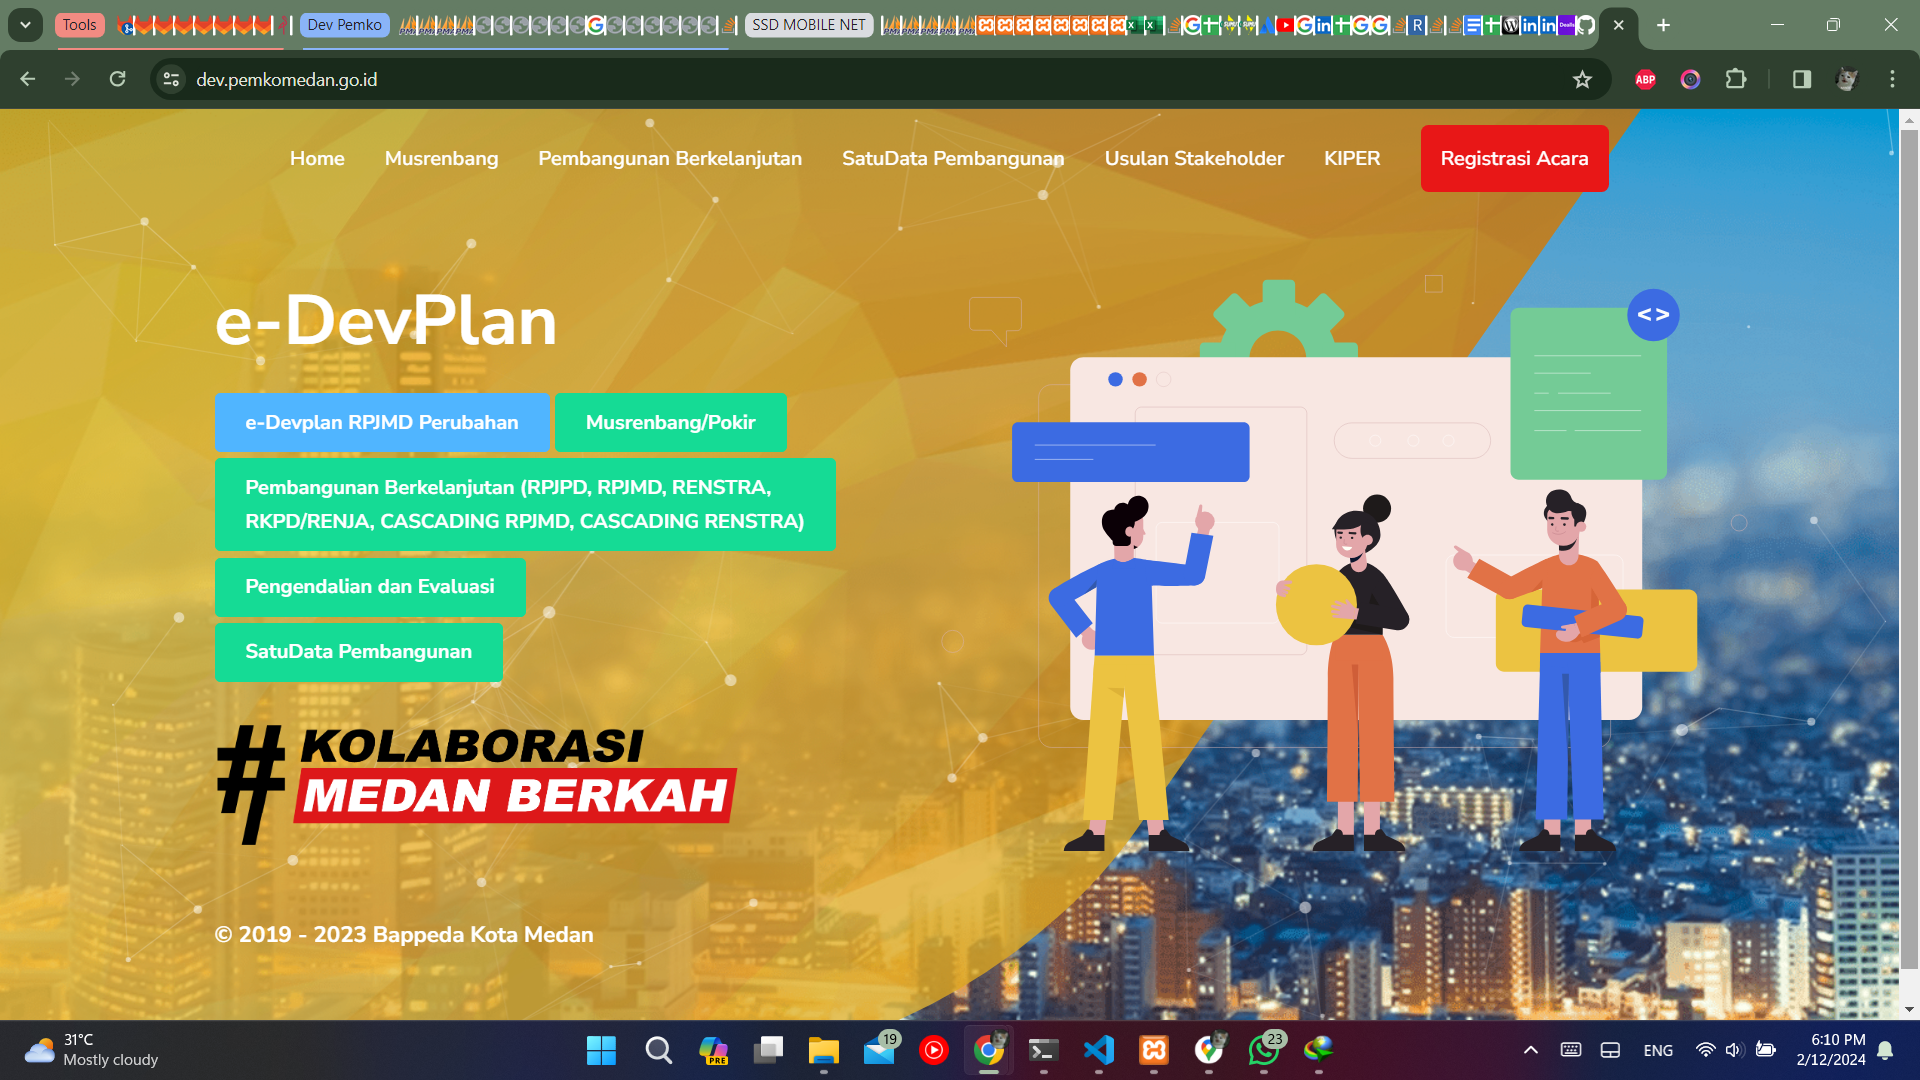 Tools
Dev Pemko
SSD MOBILE NET
dev.pemkomedan.go.id
ABP
Home
Musrenbang
Pembangunan Berkelanjutan
SatuData Pembangunan
Usulan Stakeholder
KIPER
Registrasi Acara
e-DevPlan
< >
e-Devplan RPJMD Perubahan
Musrenbang/Pokir
Pembangunan Berkelanjutan (RPJPD, RPJMD, RENSTRA,
RKPD/RENJA, CASCADING RPJMD, CASCADING RENSTRA)
Pengendalian dan Evaluasi
SatuData Pembangunan
# KOLABORASI
MEDAN BERKAH
© 2019 - 2023 Bappeda Kota Medan
31°C
Mostly cloudy
PRE
19
23
ENG
6:10 PM
2/12/2024